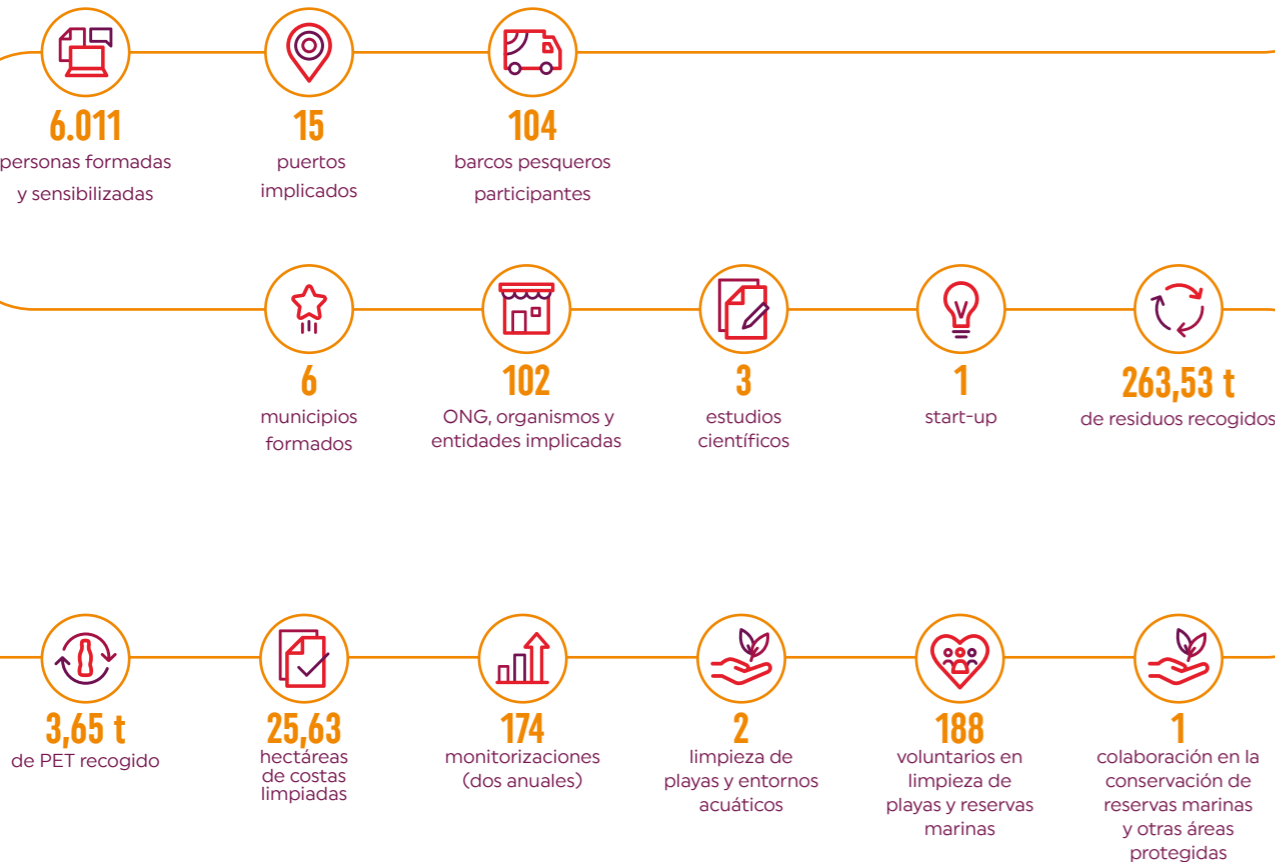 6.011
personas formadas
y sensibilizadas
15
puertos
implicados
104
barcos pesqueros
participantes
6
municipios
formados
102
ONG, organismos y
entidades implicadas
3
estudios
científicos
1
start-up
263,53 t
de residuos recogidos
3,65 t
de PET recogido
25,63
hectáreas
de costas
limpiadas
174
monitorizaciones
(dos anuales)
2
limpieza de
playas y entornos
acuáticos
188
voluntarios en
limpieza de
playas y reservas
marinas
1
colaboración en la
conservación de
reservas marinas
y otras áreas
protegidas